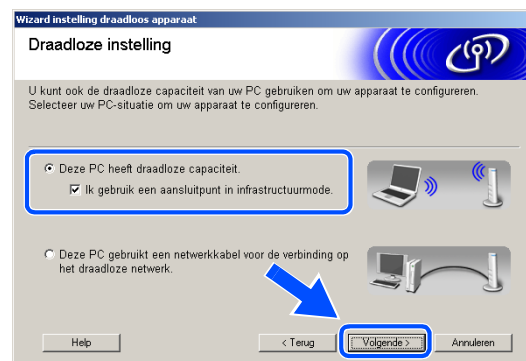 Wizard instelling draadloos apparaat
Draadloze instelling
U kunt ook de draadloze capaciteit van uw PC gebruiken om uw apparaat te configureren.
Selecteer uw PC-situatie om uw apparaat te configureren.
Deze PC heeft draadloze capaciteit.
Ik gebruik een aansluitpunt in infrastructuurmode.
Deze PC gebruikt een netwerkkabel voor de verbinding op
het draadloze netwerk.
Help
< Terug
Volgende >
Annuleren